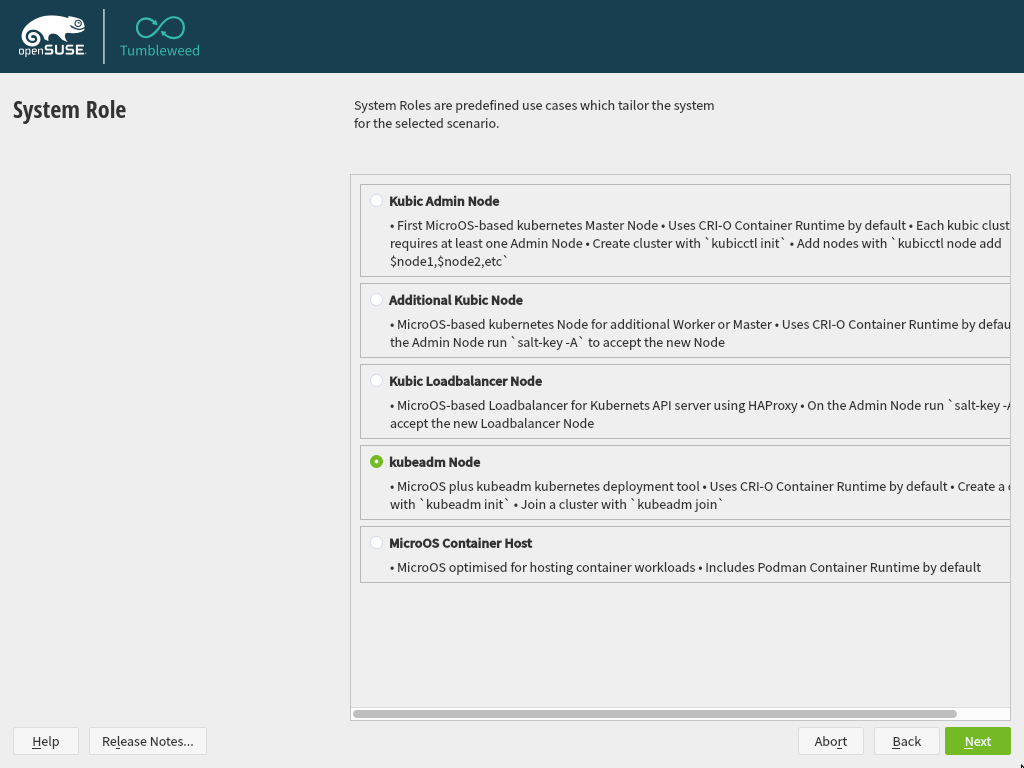 openSUSE
Tumbleweed
System Role
System Roles are predefined use cases which tailor the system
for the selected scenario.
Kubic Admin Node
• First MicroOS-based kubernetes Master Node • Uses CRI-O Container Runtime by default • Each kubic clust
requires at least one Admin Node • Create cluster with `kubicctl init` • Add nodes with `kubicctl node add
$node1,$node2,etc`
Additional Kubic Node
• MicroOS-based kubernetes Node for additional Worker or Master • Uses CRI-O Container Runtime by defau
the Admin Node run `salt-key -A` to accept the new Node
Kubic Loadbalancer Node
• MicroOS-based Loadbalancer for Kubernets API server using HAProxy • On the Admin Node run `salt-key -A
accept the new Loadbalancer Node
kubeadm Node
• MicroOS plus kubeadm kubernetes deployment tool • Uses CRI-O Container Runtime by default • Create a
with `kubeadm init` • Join a cluster with `kubeadm join`
MicroOS Container Host
• MicroOS optimised for hosting container workloads • Includes Podman Container Runtime by default
Help
Release Notes...
Abort
Back
Next